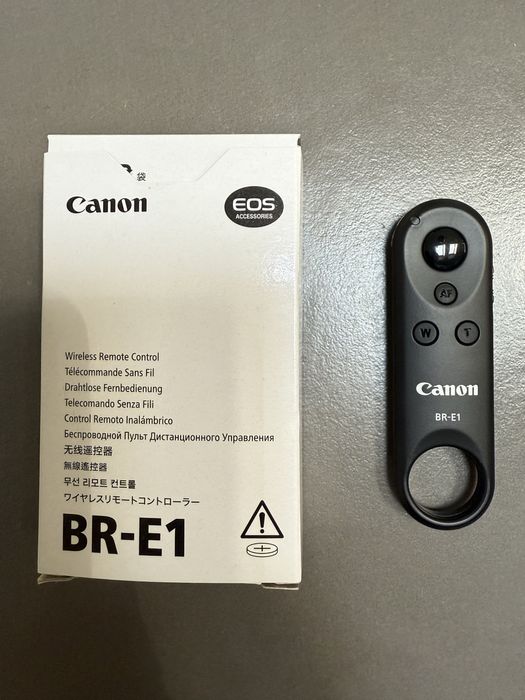 袋
Canon
EOS
ACCESSORIES
Wireless Remote Control
Télécommande Sans Fil
Drahtlose Fernbedienung
Telecomando Senza Fili
Control Remoto Inalámbrico
Беспроводной Пульт Дистанционного Управления
无线遥控器
無線遙控器
무선 리모트 컨트롤
ワイヤレスリモートコントローラー
BR-E1
AF
W
T
Canon
BR-E1